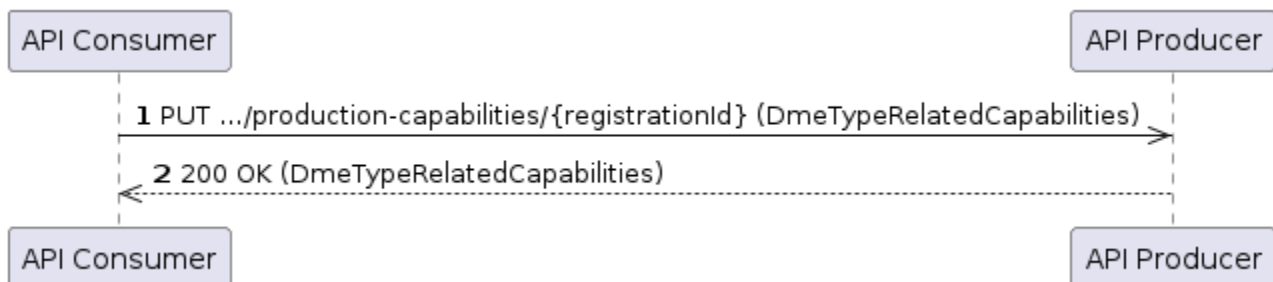 API Consumer API Producer
1 PUT .../production-capabilities/{registrationId} (DmeTypeRelatedCapabilities)
2 200 OK (DmeTypeRelatedCapabilities)
API Consumer API Producer